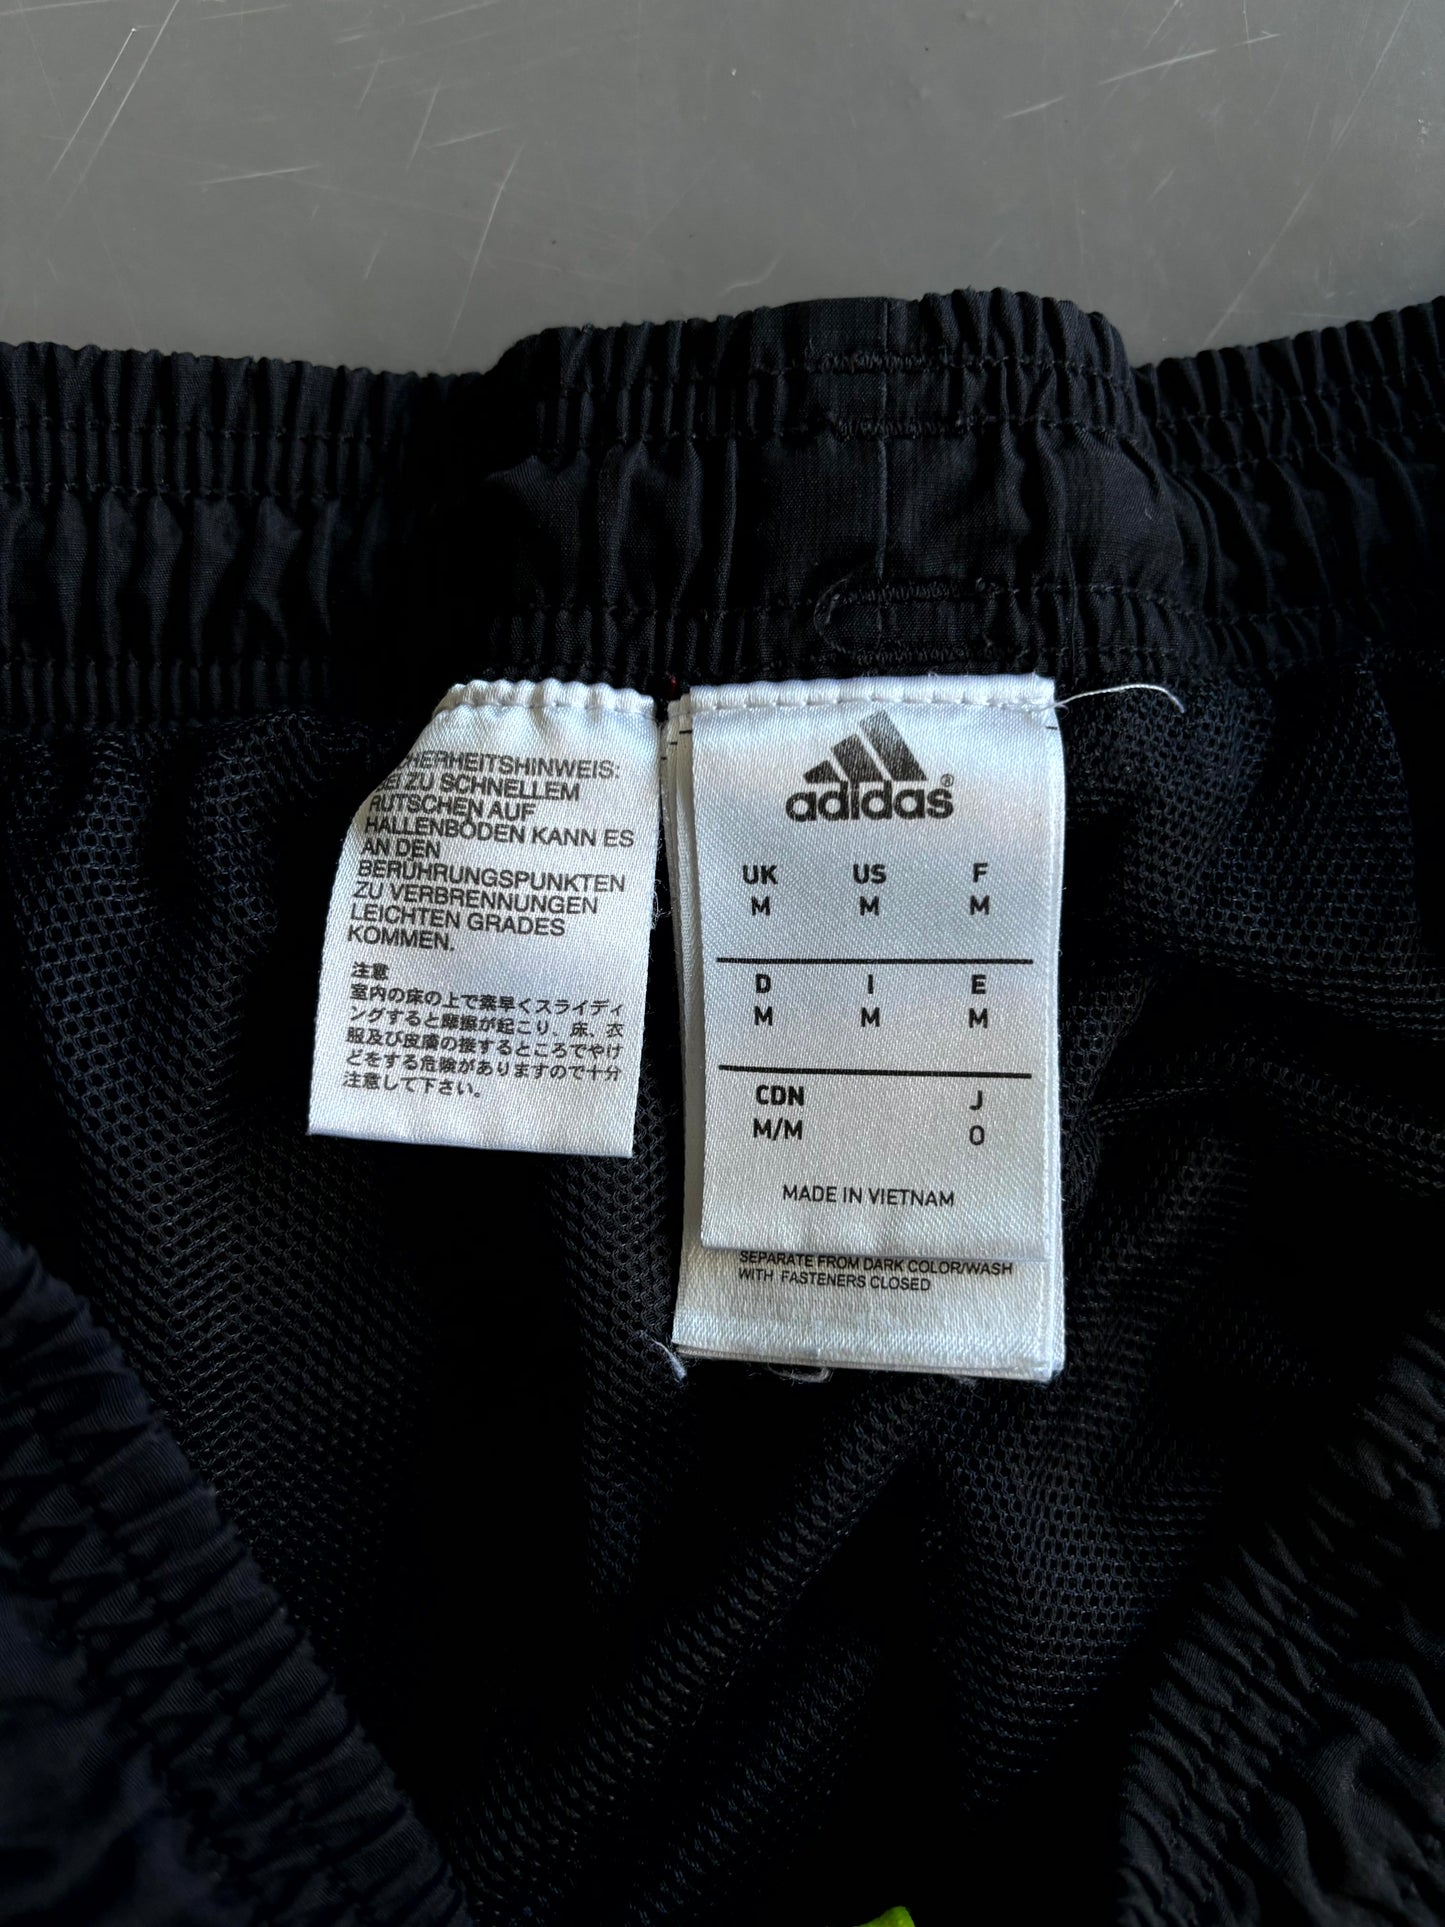 HERHEITSHINWEIS:
BEI ZU SCHNELLEM
RUTSCHEN AUF
HALLENBÖDEN KANN ES
AN DEN
BERÜHRUNGSPUNKTEN
ZU VERBRENNUNGEN
LEICHTEN GRADES
KOMMEN.
注意
室内の床の上で素早くスライディ
ングすると摩擦が起こり、床、衣
服及び皮膚の接するところでやけ
どをする危険がありますので十分
注意して下さい。
adidas®
UK US F
M M M
D I E
M M M
CDN J
M/M O
MADE IN VIETNAM
SEPARATE FROM DARK COLOR/WASH
WITH FASTENERS CLOSED